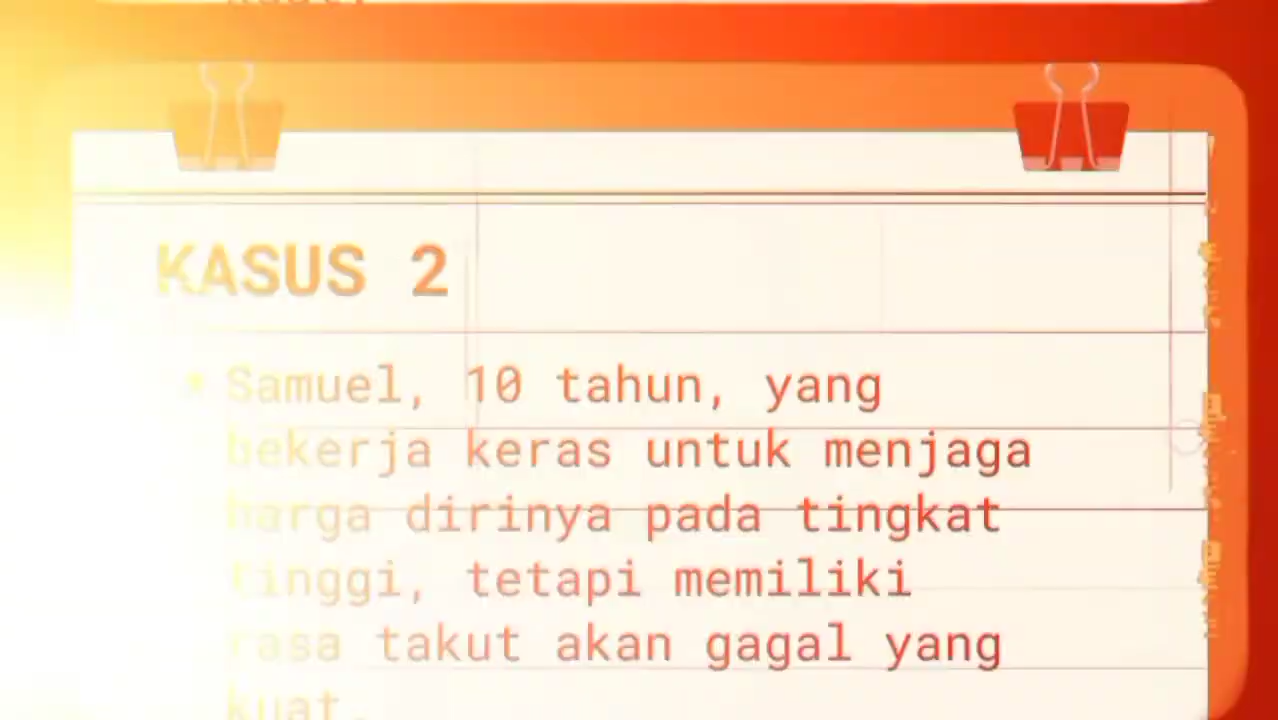 KASUS 2
Samuel, 10 tahun, yang
bekerja keras untuk menjaga
harga dirinya pada tingkat
tinggi, tetapi memiliki
rasa takut akan gagal yang
kuat.